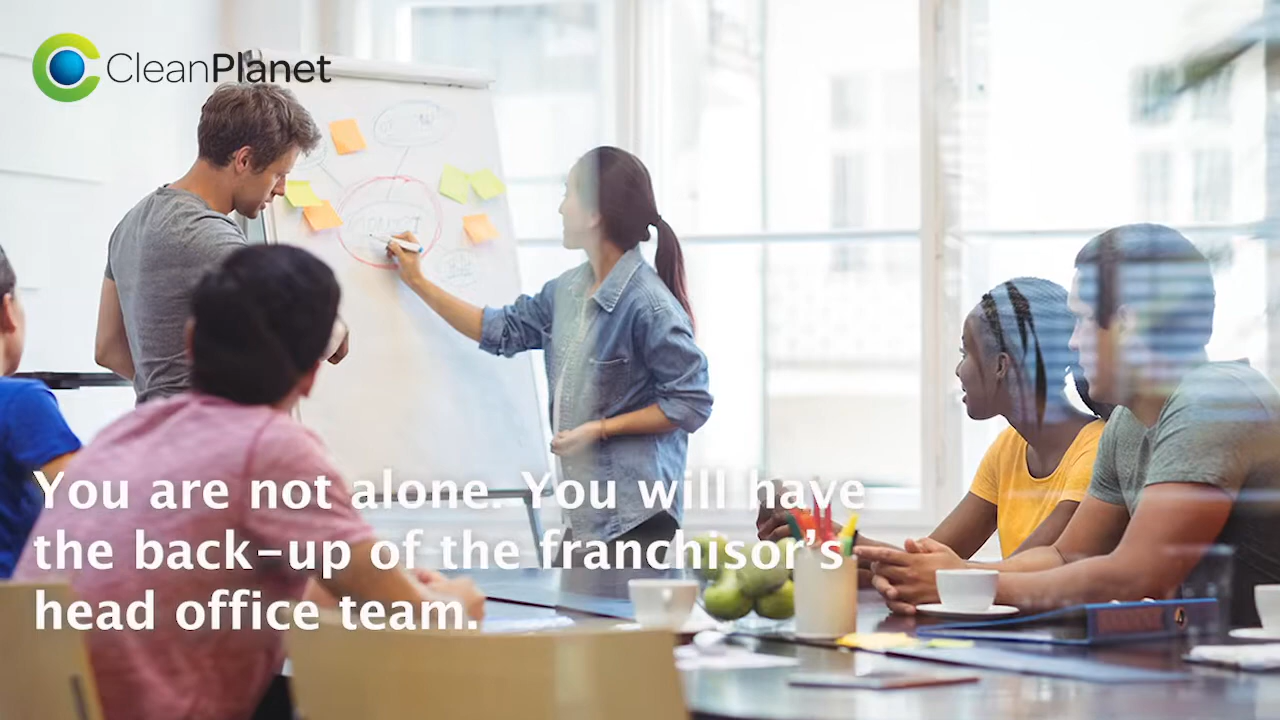 CleanPlanet
You are not alone. You will have
the back-up of the franchisor's
head office team.